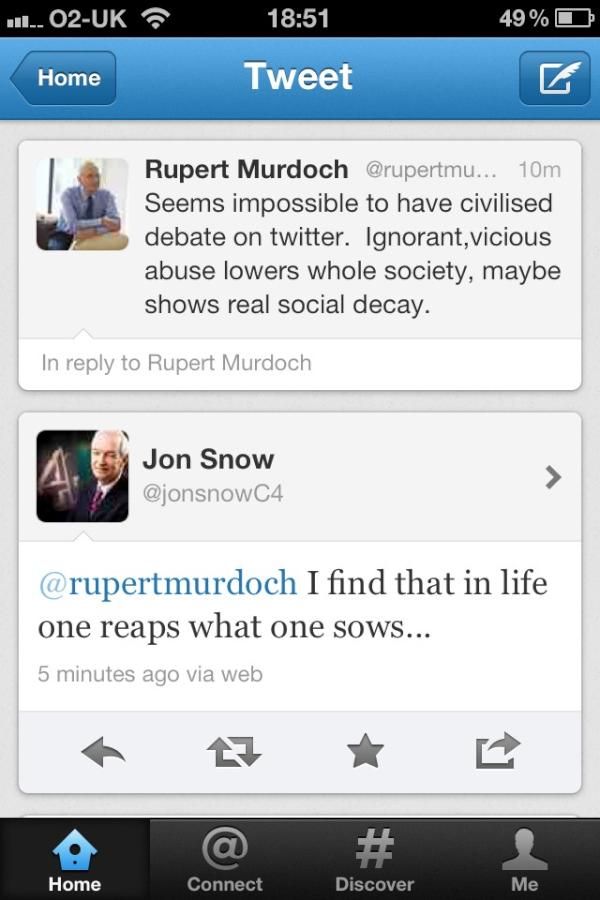 O2-UK 18:51 49%
Home Tweet
Rupert Murdoch @rupertmu... 10m
Seems impossible to have civilised
debate on twitter.  Ignorant,vicious
abuse lowers whole society, maybe
shows real social decay.
In reply to Rupert Murdoch
4
Jon Snow
@jonsnowC4
@rupertmurdoch I find that in life
one reaps what one sows...
5 minutes ago via web
@ #
Home Connect Discover Me